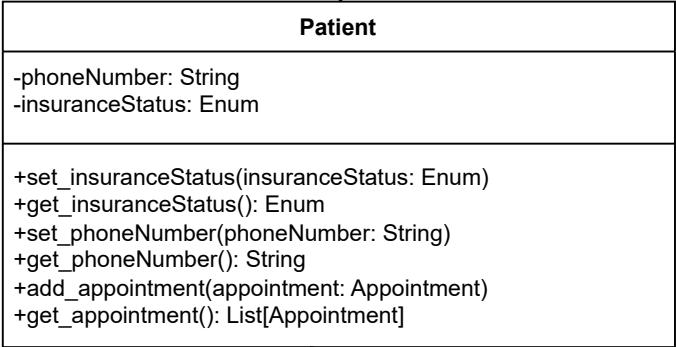 Patient
-phoneNumber: String
-insuranceStatus: Enum
+set_insuranceStatus(insuranceStatus: Enum)
+get_insuranceStatus(): Enum
+set_phoneNumber(phoneNumber: String)
+get_phoneNumber(): String
+add_appointment(appointment: Appointment)
+get_appointment(): List[Appointment]